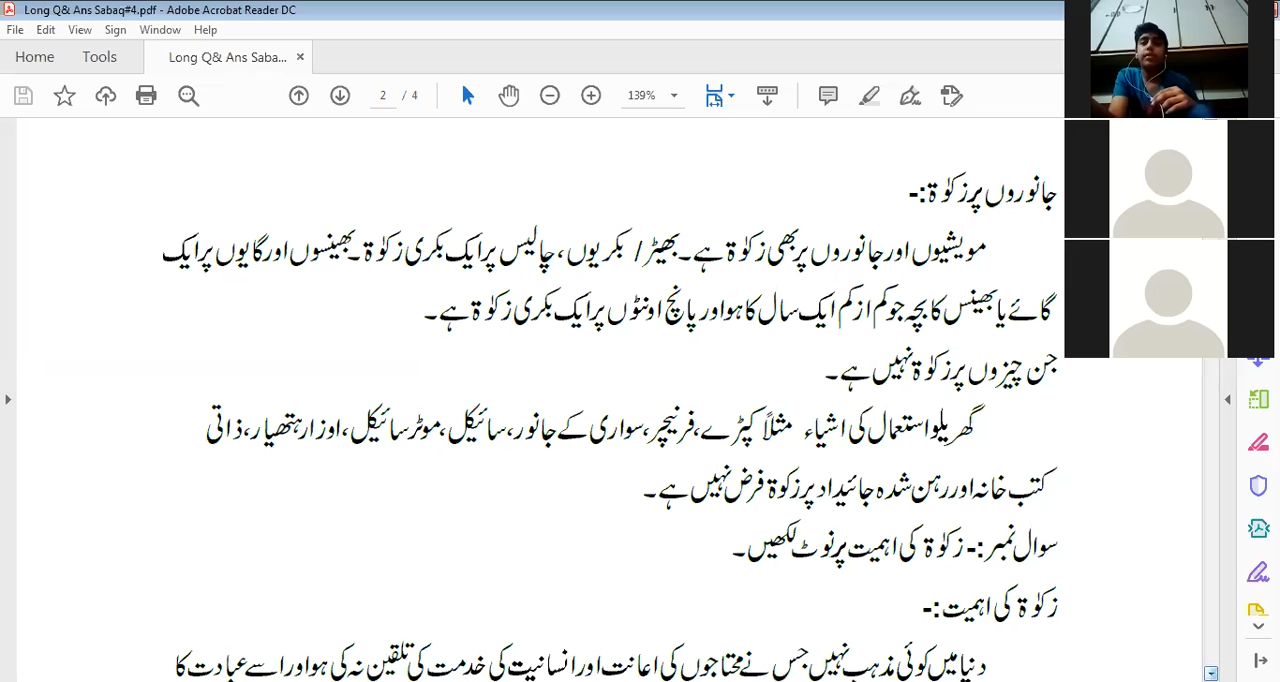 Long Q& Ans Sabaq#4.pdf - Adobe Acrobat Reader DC
File Edit View Sign Window Help
Home Tools Long Q& Ans Saba... ×
2 / 4 139%
جانوروں پر زکوٰۃ:-
مویشیوں اور جانوروں پر بھی زکوٰۃ ہے۔ بھیڑ/ بکریوں، چالیس پر ایک بکری زکوٰۃ۔ بھینسوں اور گایوں پر ایک
گائے یا بھینس کا بچہ جو کم از کم ایک سال کا ہو اور پانچ اونٹوں پر ایک بکری زکوٰۃ ہے۔
جن چیزوں پر زکوٰۃ نہیں ہے۔
گھریلو استعمال کی اشیاء مثلاً کپڑے، فرنیچر، سواری کے جانور، سائیکل، موٹر سائیکل، اوزار ہتھیار، ذاتی
کتب خانہ اور رہن شدہ جائیداد پر زکوٰۃ فرض نہیں ہے۔
سوال نمبر:- زکوٰۃ کی اہمیت پر نوٹ لکھیں۔
زکوٰۃ کی اہمیت:-
دنیا میں کوئی مذہب نہیں جس نے محتاجوں کی اعانت اور انسانیت کی خدمت کی تلقین نہ کی ہو اور اسے عبادت کا